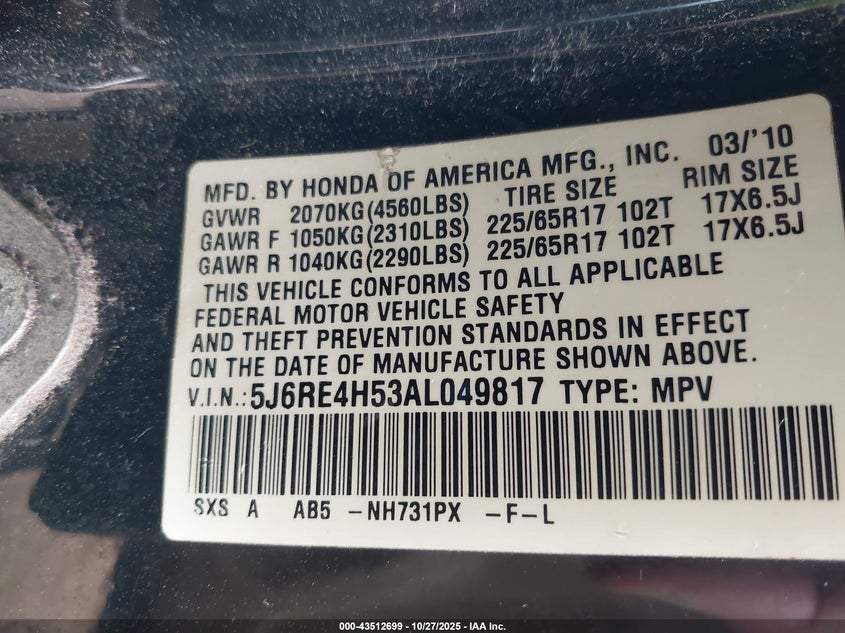 MFD. BY HONDA OF AMERICA MFG., INC. 03/'10
GVWR 2070KG(4560LBS) TIRE SIZE RIM SIZE
GAWR F 1050KG(2310LBS) 225/65R17 102T 17X6.5J
GAWR R 1040KG(2290LBS) 225/65R17 102T 17X6.5J
THIS VEHICLE CONFORMS TO ALL APPLICABLE
FEDERAL MOTOR VEHICLE SAFETY
AND THEFT PREVENTION STANDARDS IN EFFECT
ON THE DATE OF MANUFACTURE SHOWN ABOVE.
V.I.N.:5J6RE4H53AL049817 TYPE: MPV
SXS A AB5 -NH731PX -F-L
000-43512699 - 10/27/2025 - IAA Inc.